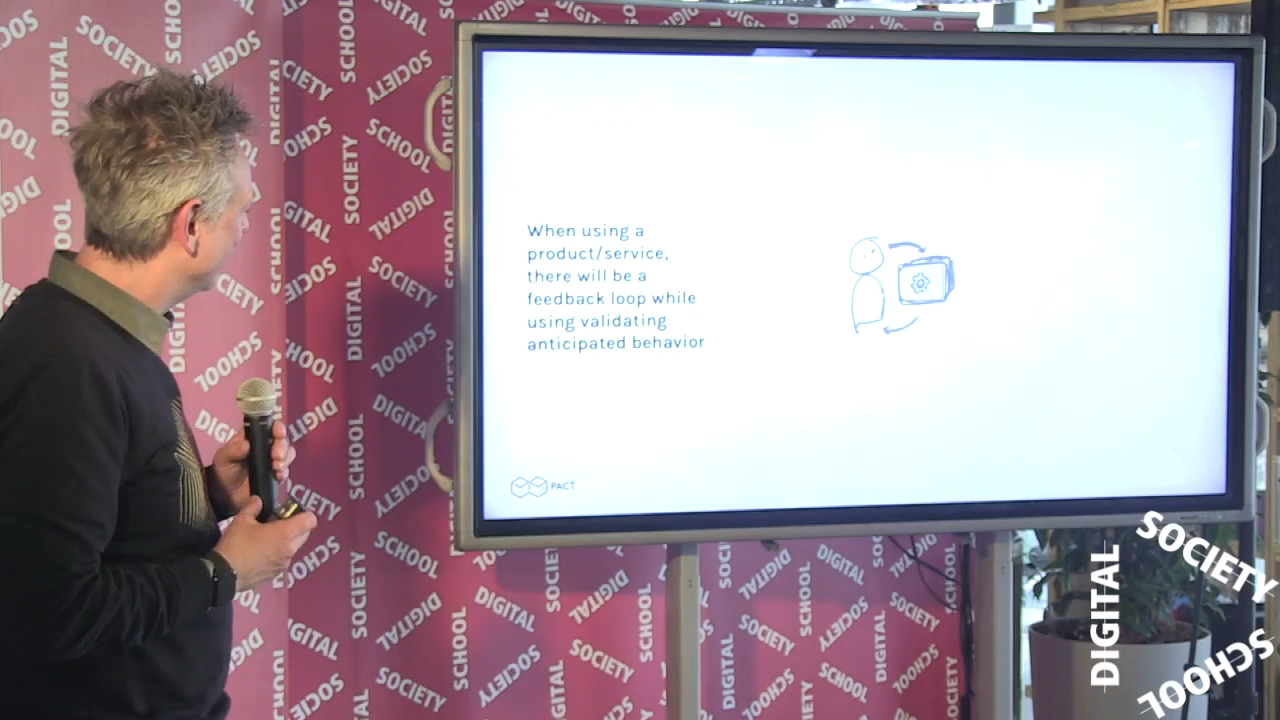 When using a
product/service,
there will be a
feedback loop while
using validating
anticipated behavior
PACT
DIGITAL
SOCIETY
SCHOOL